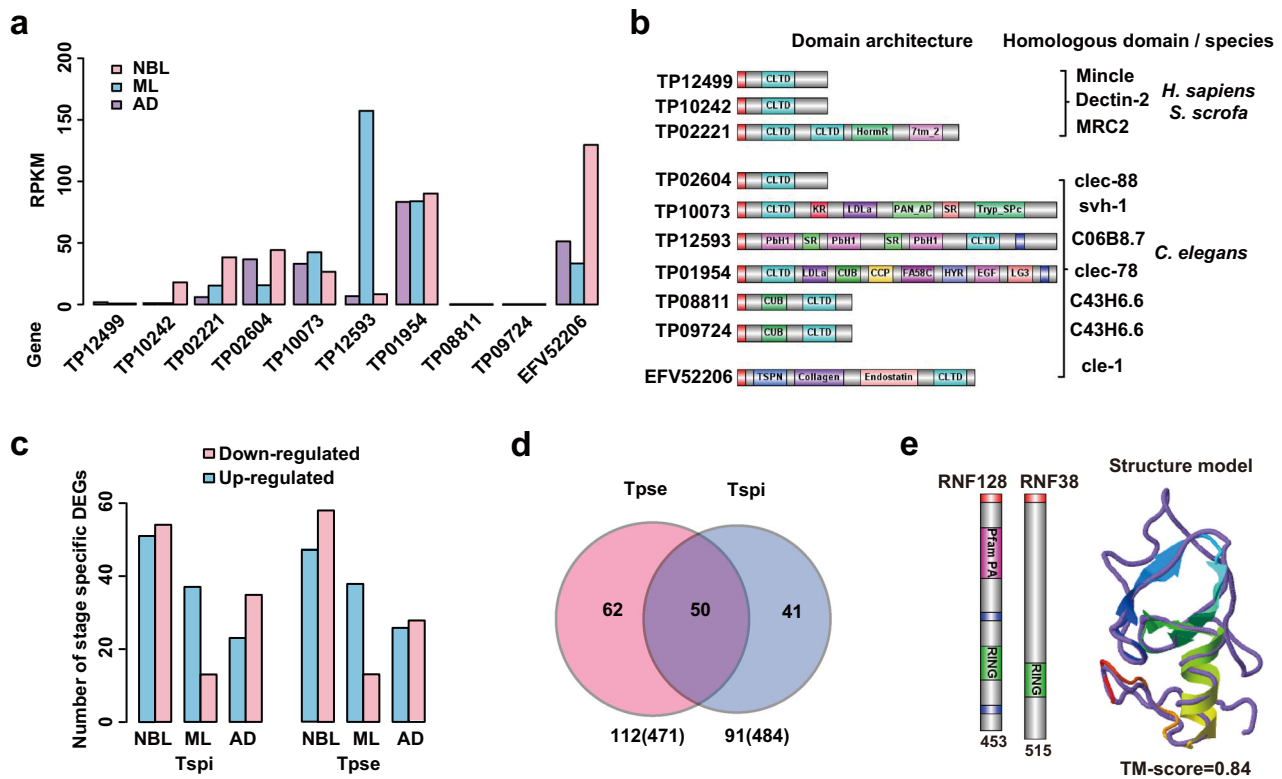 a
200
150
100
50
0
RPKM
NBL
ML
AD
Gene
TP12499
TP10242
TP02221
TP02604
TP10073
TP12593
TP01954
TP08811
TP09724
EFV52206
b
Domain architecture
Homologous domain / species
TP12499 CLTD Mincle
TP10242 CLTD Dectin-2
TP02221 CLTD CLTD HormR 7tm_2 MRC2
H. sapiens
S. scrofa
TP02604 CLTD clec-88
TP10073 CLTD KR LDLa PAN_AP SR Tryp_SPc svh-1
TP12593 PbH1 SR PbH1 SR PbH1 CLTD C06B8.7
TP01954 CLTD LDLa CUB CCP FA58C HYR EGF LG3 clec-78
TP08811 CUB CLTD C43H6.6
TP09724 CUB CLTD C43H6.6
EFV52206 TSPN Collagen Endostatin CLTD cle-1
C. elegans
c
Down-regulated
Up-regulated
Number of stage specific DEGs
60
40
20
0
NBL ML AD NBL ML AD
Tspi Tpse
d
Tpse Tspi
62 50 41
112(471) 91(484)
e
Structure model
RNF128 RNF38
Pfam PA
RING
RING
453 515
TM-score=0.84